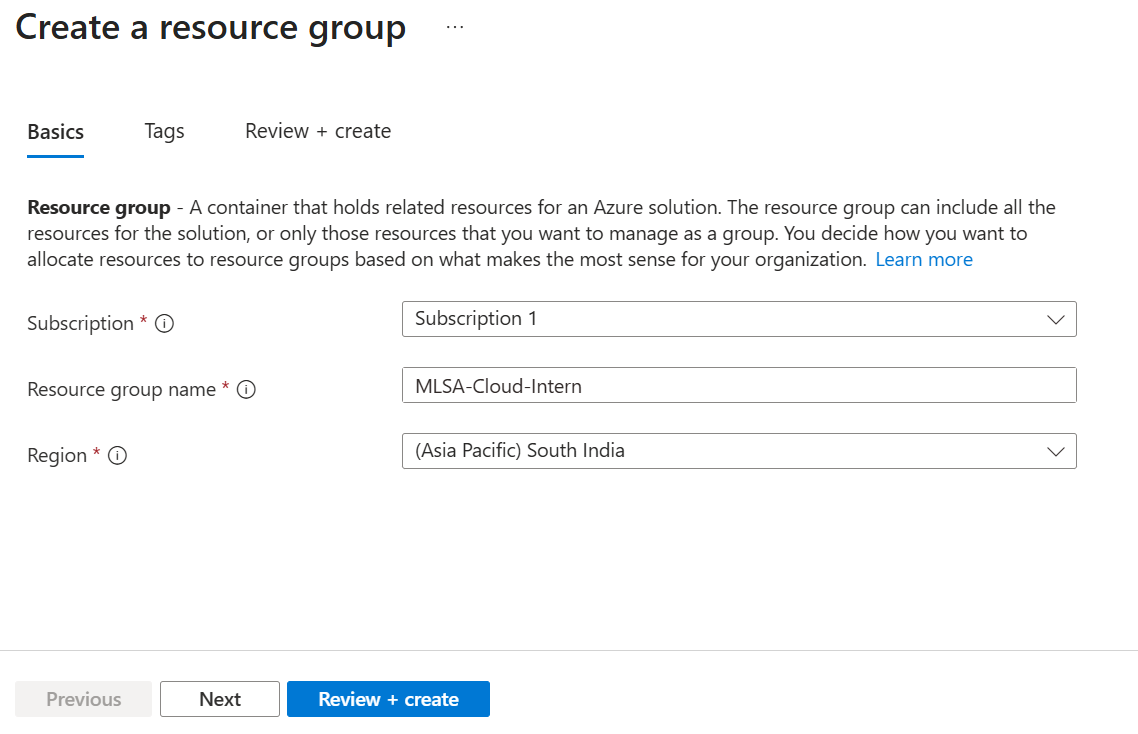 Create a resource group ...
Basics Tags Review + create
Resource group - A container that holds related resources for an Azure solution. The resource group can include all the
resources for the solution, or only those resources that you want to manage as a group. You decide how you want to
allocate resources to resource groups based on what makes the most sense for your organization. Learn more
Subscription * Subscription 1
Resource group name * MLSA-Cloud-Intern
Region * (Asia Pacific) South India
Previous Next Review + create